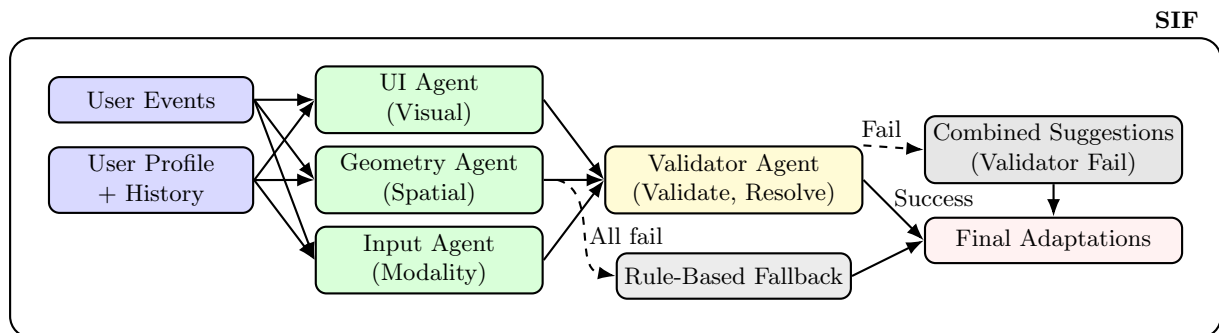 SIF
User Events
User Profile
+ History
UI Agent
(Visual)
Geometry Agent
(Spatial)
Input Agent
(Modality)
All fail
Validator Agent
(Validate, Resolve)
Rule-Based Fallback
Fail
Combined Suggestions
(Validator Fail)
Success
Final Adaptations